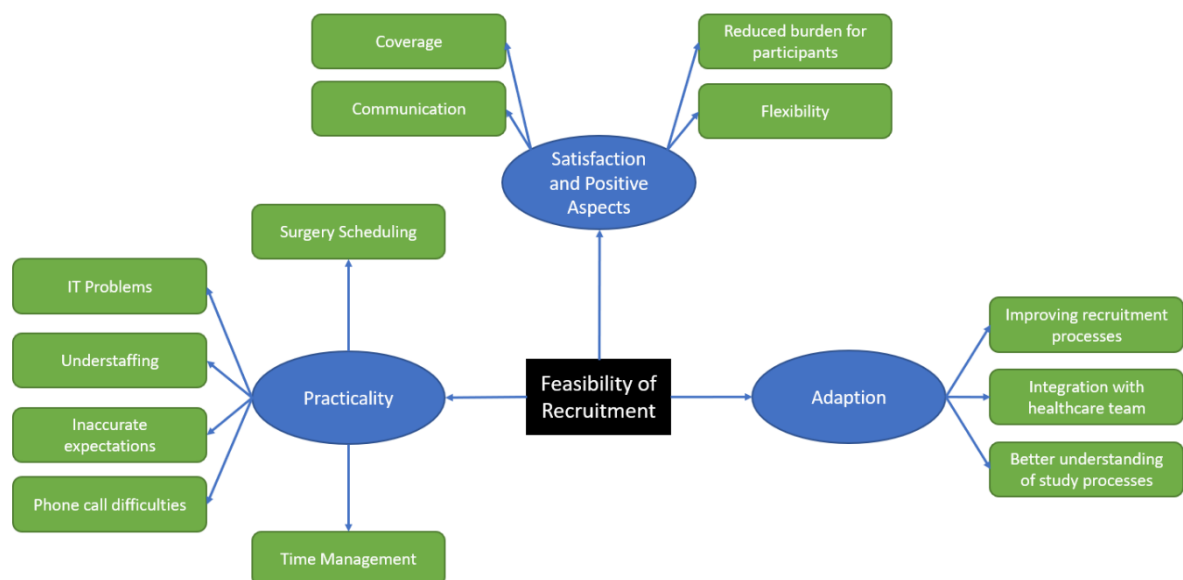 Coverage
Reduced burden for
participants
Communication
Flexibility
Satisfaction
and Positive
Aspects
Surgery Scheduling
IT Problems
Understaffing
Inaccurate
expectations
Phone call difficulties
Practicality
Time Management
Feasibility of
Recruitment
Adaption
Improving recruitment
processes
Integration with
healthcare team
Better understanding
of study processes